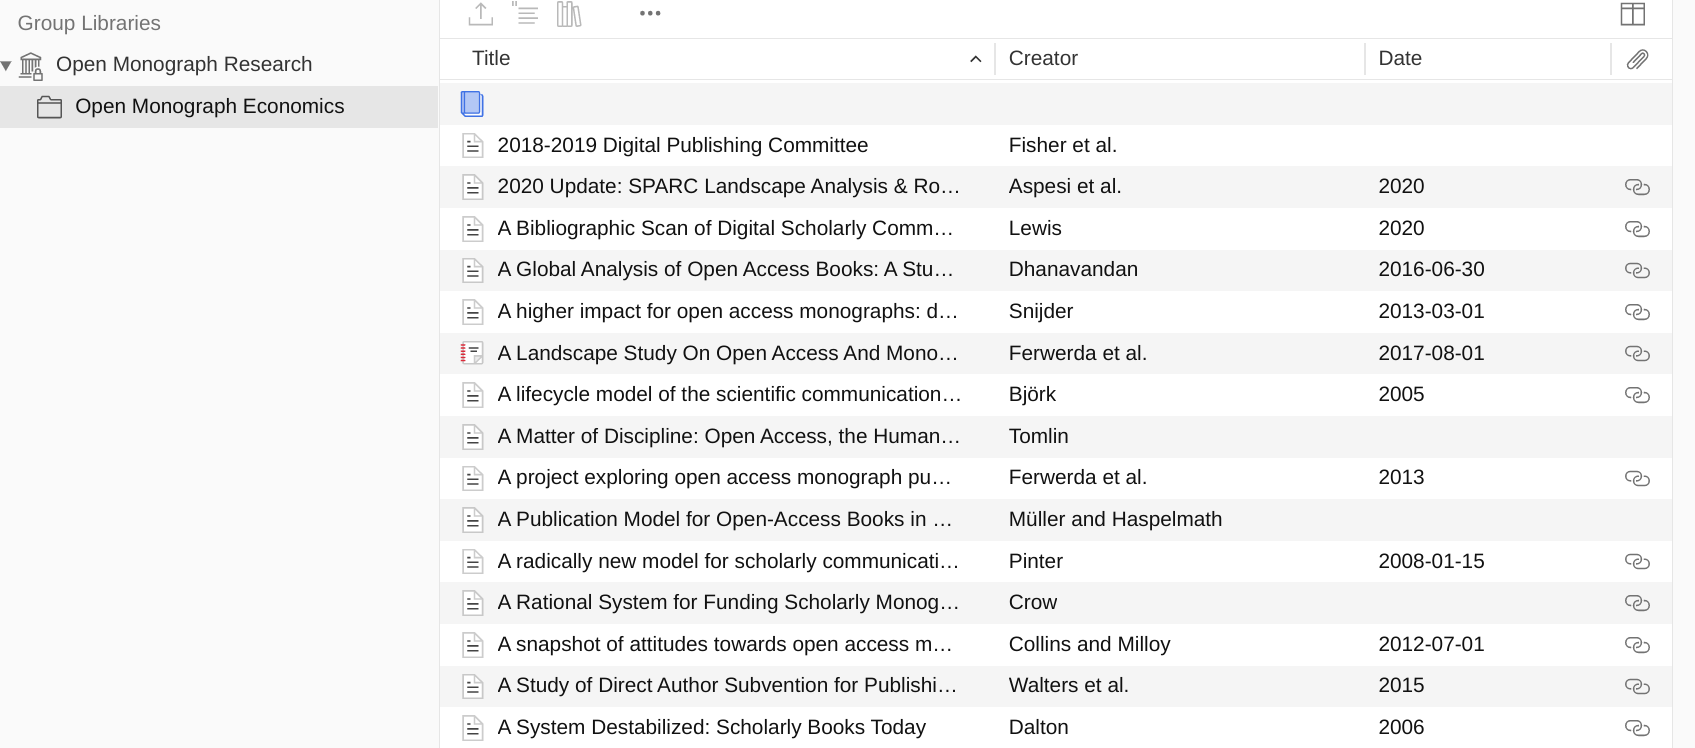 Group Libraries
Open Monograph Research
Open Monograph Economics
Title Creator Date
2018-2019 Digital Publishing Committee Fisher et al.
2020 Update: SPARC Landscape Analysis & Ro… Aspesi et al. 2020
A Bibliographic Scan of Digital Scholarly Comm… Lewis 2020
A Global Analysis of Open Access Books: A Stu… Dhanavandan 2016-06-30
A higher impact for open access monographs: d… Snijder 2013-03-01
A Landscape Study On Open Access And Mono… Ferwerda et al. 2017-08-01
A lifecycle model of the scientific communication… Björk 2005
A Matter of Discipline: Open Access, the Human… Tomlin
A project exploring open access monograph pu… Ferwerda et al. 2013
A Publication Model for Open-Access Books in … Müller and Haspelmath
A radically new model for scholarly communicati… Pinter 2008-01-15
A Rational System for Funding Scholarly Monog… Crow
A snapshot of attitudes towards open access m… Collins and Milloy 2012-07-01
A Study of Direct Author Subvention for Publishi… Walters et al. 2015
A System Destabilized: Scholarly Books Today Dalton 2006